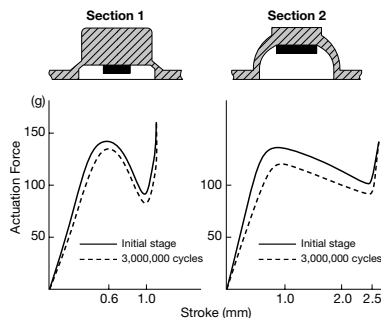 Section 1
Section 2
(g)
150
100
50
Actuation Force
Initial stage
3,000,000 cycles
0.6
1.0
Initial stage
3,000,000 cycles
1.0
2.0
2.5
150
100
50
Stroke (mm)